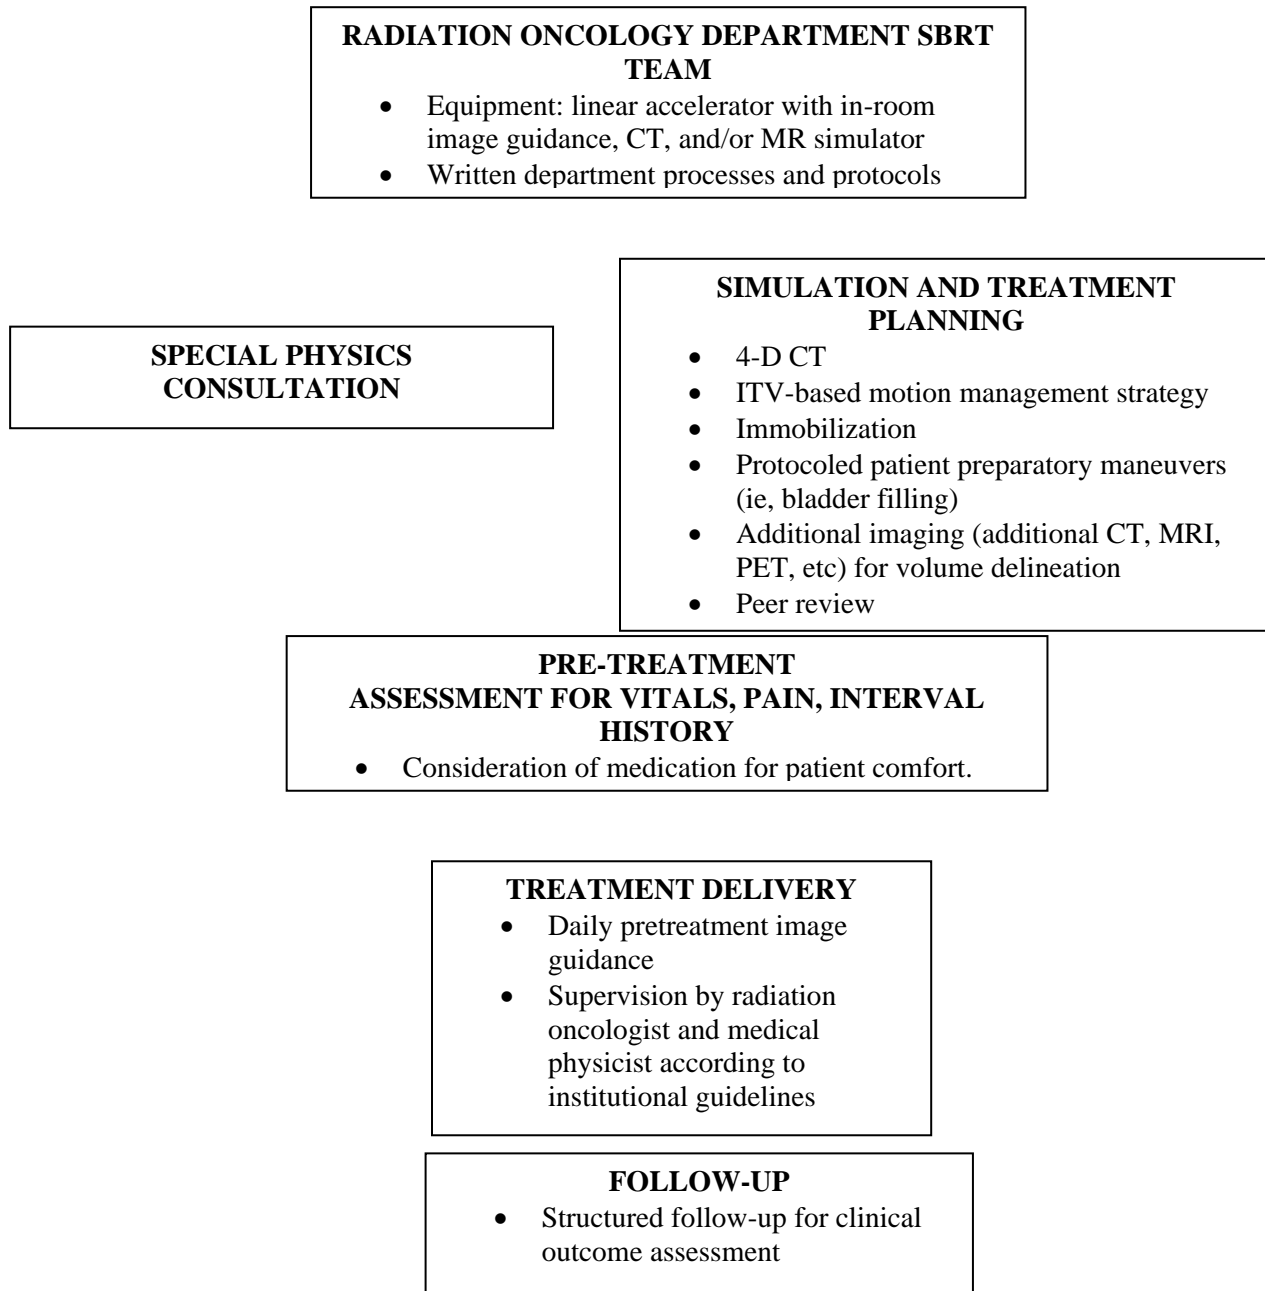 RADIATION ONCOLOGY DEPARTMENT SBRT
TEAM
• Equipment: linear accelerator with in-room
image guidance, CT, and/or MR simulator
• Written department processes and protocols
SPECIAL PHYSICS
CONSULTATION
SIMULATION AND TREATMENT
PLANNING
• 4-D CT
• ITV-based motion management strategy
• Immobilization
• Protocoled patient preparatory maneuvers
(ie, bladder filling)
• Additional imaging (additional CT, MRI,
PET, etc) for volume delineation
• Peer review
PRE-TREATMENT
ASSESSMENT FOR VITALS, PAIN, INTERVAL
HISTORY
• Consideration of medication for patient comfort.
TREATMENT DELIVERY
• Daily pretreatment image
guidance
• Supervision by radiation
oncologist and medical
physicist according to
institutional guidelines
FOLLOW-UP
• Structured follow-up for clinical
outcome assessment